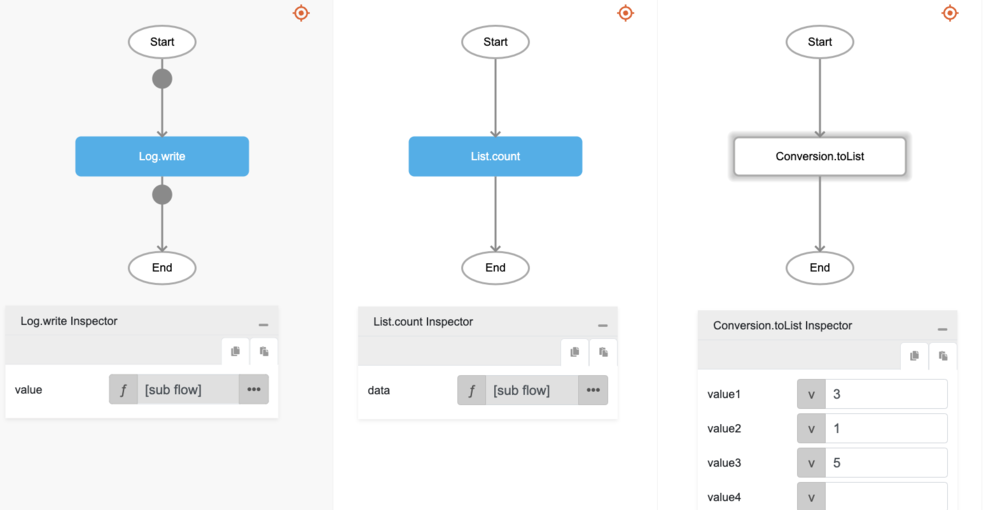 Start
Log.write
End
Log.write Inspector
value
f
[sub flow]
•••
Start
List.count
End
List.count Inspector
data
f
[sub flow]
•••
Start
Conversion.toList
End
Conversion.toList Inspector
value1
v
3
value2
v
1
value3
v
5
value4
v